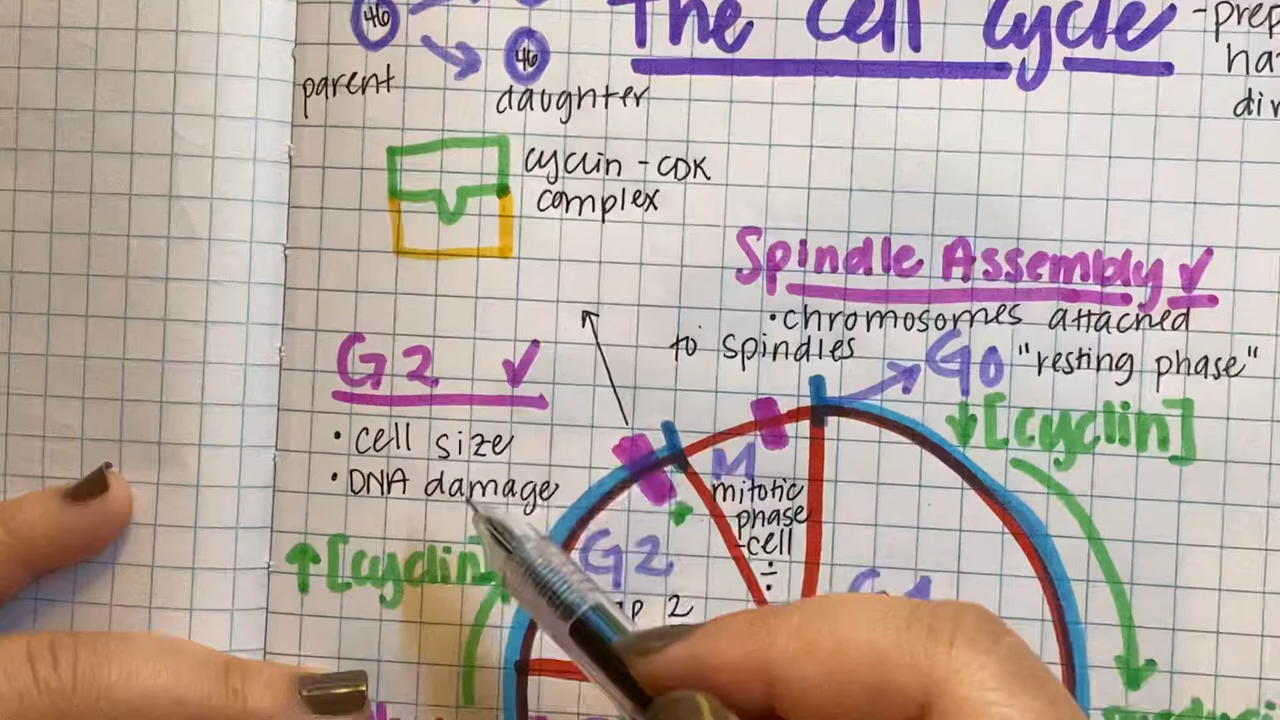 46
The Cell Cycle
46
parent
daughter
cyclin - CDK
complex
Spindle Assembly ✓
• chromosomes attached
to spindles
G0 "resting phase"
G2 ✓
↓[cyclin]
• cell size
• DNA damage
M
mitotic
phase
-cell
÷
↑[cyclin]
G2
2